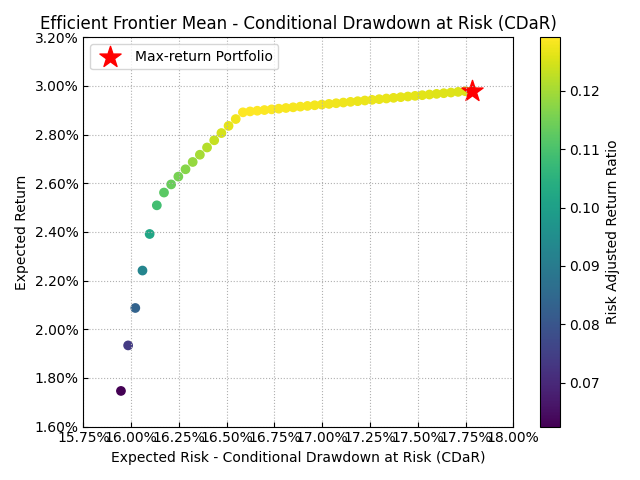 Efficient Frontier Mean - Conditional Drawdown at Risk (CDaR)
Max-return Portfolio
3.20%
3.00%
2.80%
2.60%
2.40%
2.20%
2.00%
1.80%
1.60%
Expected Return
15.75% 16.00% 16.25% 16.50% 16.75% 17.00% 17.25% 17.50% 17.75% 18.00%
Expected Risk - Conditional Drawdown at Risk (CDaR)
0.12
0.11
0.10
0.09
0.08
0.07
Risk Adjusted Return Ratio